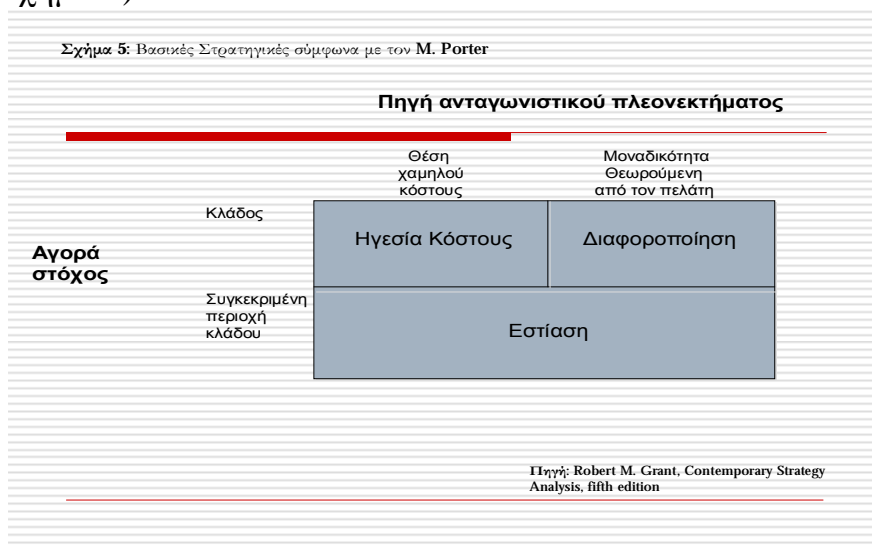 Σχήμα 5: Βασικές Στρατηγικές σύμφωνα με τον M. Porter
Πηγή ανταγωνιστικού πλεονεκτήματος
Θέση
χαμηλού
κόστους
Μοναδικότητα
Θεωρούμενη
από τον πελάτη
Κλάδος
Αγορά
στόχος
Ηγεσία Κόστους
Διαφοροποίηση
Συγκεκριμένη
περιοχή
κλάδου
Εστίαση
Πηγή: Robert M. Grant, Contemporary Strategy
Analysis, fifth edition